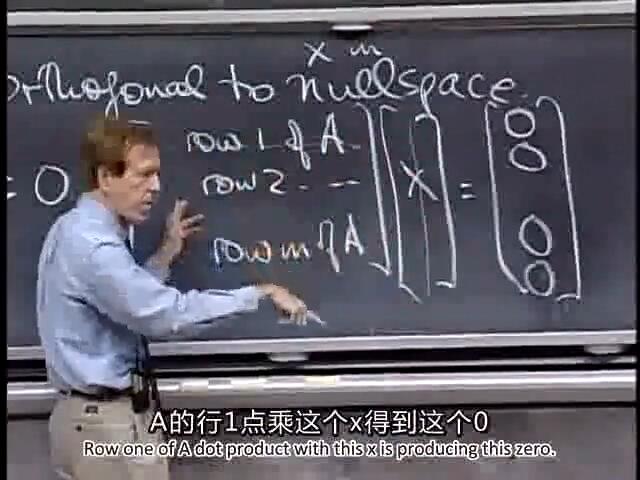 x in
orthogonal to nullspace.
= 0
row 1 of A
row 2 . --
row m of A
x = 0 0 0 0
A的行1点乘这个x得到这个0
Row one of A dot product with this x is producing this zero.